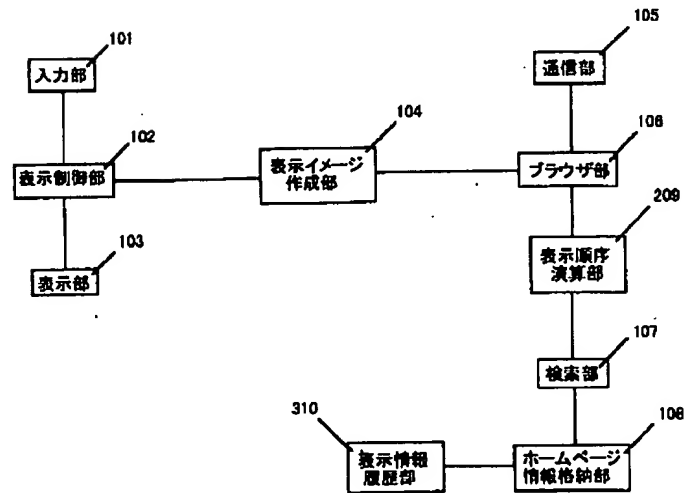 101
入力部
102
表示制御部
103
表示部
104
表示イメージ
作成部
105
通信部
106
ブラウザ部
209
表示順序
演算部
107
検索部
108
ホームページ
情報格納部
310
表示情報
履歴部